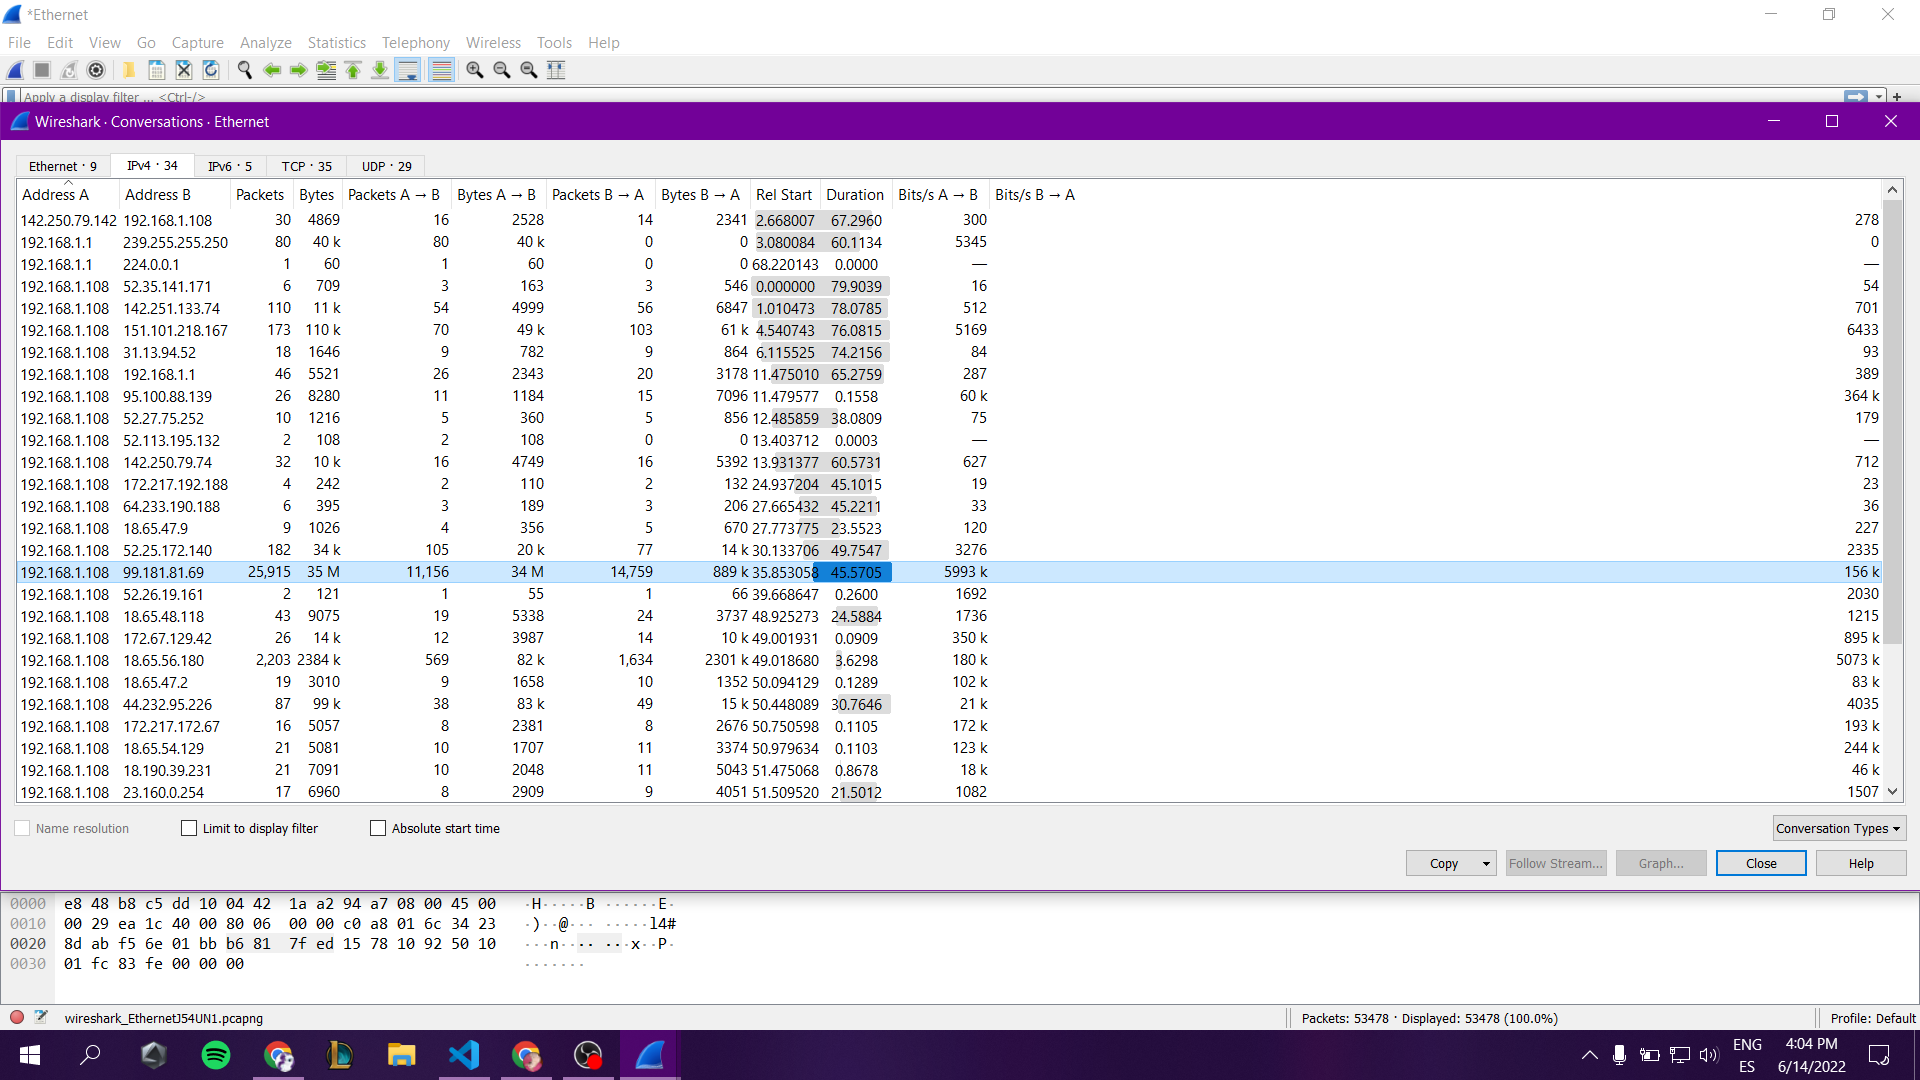 *Ethernet
File Edit View Go Capture Analyze Statistics Telephony Wireless Tools Help
Apply a display filter ... <Ctrl-/>
Wireshark · Conversations · Ethernet
Ethernet · 9 IPv4 · 34 IPv6 · 5 TCP · 35 UDP · 29
Address A Address B Packets Bytes Packets A → B Bytes A → B Packets B → A Bytes B → A Rel Start Duration Bits/s A → B Bits/s B → A
142.250.79.142 192.168.1.108 30 4869 16 2528 14 2341 2.668007 67.2960 300 278
192.168.1.1 239.255.255.250 80 40 k 80 40 k 0 0 3.080084 60.1134 5345 0
192.168.1.1 224.0.0.1 1 60 1 60 0 0 68.220143 0.0000 — —
192.168.1.108 52.35.141.171 6 709 3 163 3 546 0.000000 79.9039 16 54
192.168.1.108 142.251.133.74 110 11 k 54 4999 56 6847 1.010473 78.0785 512 701
192.168.1.108 151.101.218.167 173 110 k 70 49 k 103 61 k 4.540743 76.0815 5169 6433
192.168.1.108 31.13.94.52 18 1646 9 782 9 864 6.115525 74.2156 84 93
192.168.1.108 192.168.1.1 46 5521 26 2343 20 3178 11.475010 65.2759 287 389
192.168.1.108 95.100.88.139 26 8280 11 1184 15 7096 11.479577 0.1558 60 k 364 k
192.168.1.108 52.27.75.252 10 1216 5 360 5 856 12.485859 38.0809 75 179
192.168.1.108 52.113.195.132 2 108 2 108 0 0 13.403712 0.0003 — —
192.168.1.108 142.250.79.74 32 10 k 16 4749 16 5392 13.931377 60.5731 627 712
192.168.1.108 172.217.192.188 4 242 2 110 2 132 24.937204 45.1015 19 23
192.168.1.108 64.233.190.188 6 395 3 189 3 206 27.665432 45.2211 33 36
192.168.1.108 18.65.47.9 9 1026 4 356 5 670 27.773775 23.5523 120 227
192.168.1.108 52.25.172.140 182 34 k 105 20 k 77 14 k 30.133706 49.7547 3276 2335
192.168.1.108 99.181.81.69 25,915 35 M 11,156 34 M 14,759 889 k 35.853058 45.5705 5993 k 156 k
192.168.1.108 52.26.19.161 2 121 1 55 1 66 39.668647 0.2600 1692 2030
192.168.1.108 18.65.48.118 43 9075 19 5338 24 3737 48.925273 24.5884 1736 1215
192.168.1.108 172.67.129.42 26 14 k 12 3987 14 10 k 49.001931 0.0909 350 k 895 k
192.168.1.108 18.65.56.180 2,203 2384 k 569 82 k 1,634 2301 k 49.018680 3.6298 180 k 5073 k
192.168.1.108 18.65.47.2 19 3010 9 1658 10 1352 50.094129 0.1289 102 k 83 k
192.168.1.108 44.232.95.226 87 99 k 38 83 k 49 15 k 50.448089 30.7646 21 k 4035
192.168.1.108 172.217.172.67 16 5057 8 2381 8 2676 50.750598 0.1105 172 k 193 k
192.168.1.108 18.65.54.129 21 5081 10 1707 11 3374 50.979634 0.1103 123 k 244 k
192.168.1.108 18.190.39.231 21 7091 10 2048 11 5043 51.475068 0.8678 18 k 46 k
192.168.1.108 23.160.0.254 17 6960 8 2909 9 4051 51.509520 21.5012 1082 1507
Name resolution Limit to display filter Absolute start time Conversation Types
Copy Follow Stream... Graph... Close Help
0000 e8 48 b8 c5 dd 10 04 42 1a a2 94 a7 08 00 45 00 ·H·····B ······E·
0010 00 29 ea 1c 40 00 80 06 00 00 c0 a8 01 6c 34 23 ·)··@··· ·····l4#
0020 8d ab f5 6e 01 bb b6 81 7f ed 15 78 10 92 50 10 ···n···· ···x··P·
0030 01 fc 83 fe 00 00 00 ·······
wireshark_EthernetJ54UN1.pcapng Packets: 53478 · Displayed: 53478 (100.0%) Profile: Default
ENG 4:04 PM
ES 6/14/2022